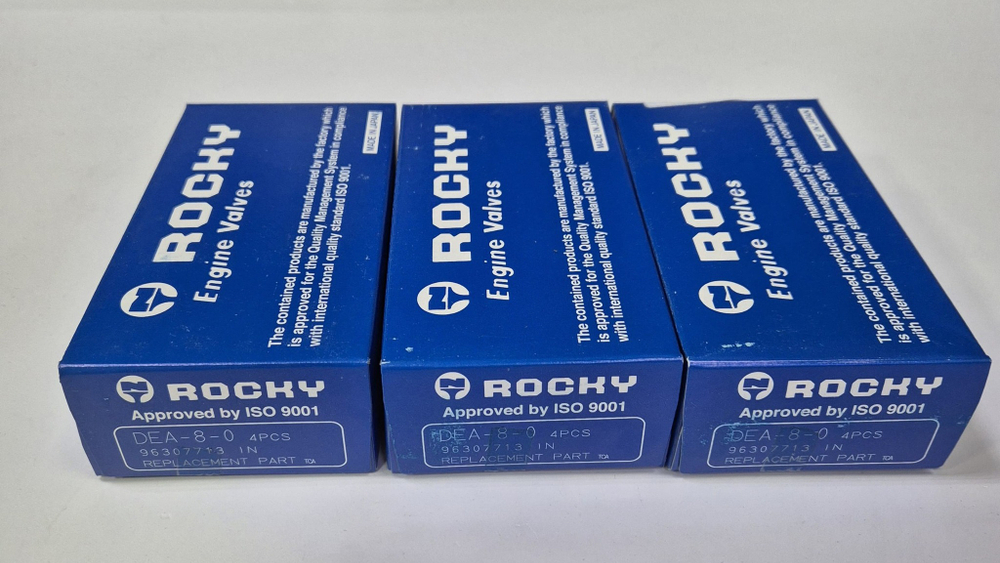 ROCKY
Engine Valves
The contained products are manufactured by the factory which
is approved for the Quality Management System in compliance
with international quality standard ISO 9001.
MADE IN JAPAN
ROCKY
Approved by ISO 9001
DEA-8-0 4PCS
96307713 IN
REPLACEMENT PART TCA
ROCKY
Engine Valves
The contained products are manufactured by the factory which
is approved for the Quality Management System in compliance
with international quality standard ISO 9001.
MADE IN JAPAN
ROCKY
Approved by ISO 9001
DEA-8-0 4PCS
96307713 IN
REPLACEMENT PART TCA
ROCKY
Engine Valves
The contained products are manufactured by the factory which
is approved for the Quality Management System in compliance
with international quality standard ISO 9001.
MADE IN JAPAN
ROCKY
Approved by ISO 9001
DEA-8-0 4PCS
96307713 IN
REPLACEMENT PART TCA